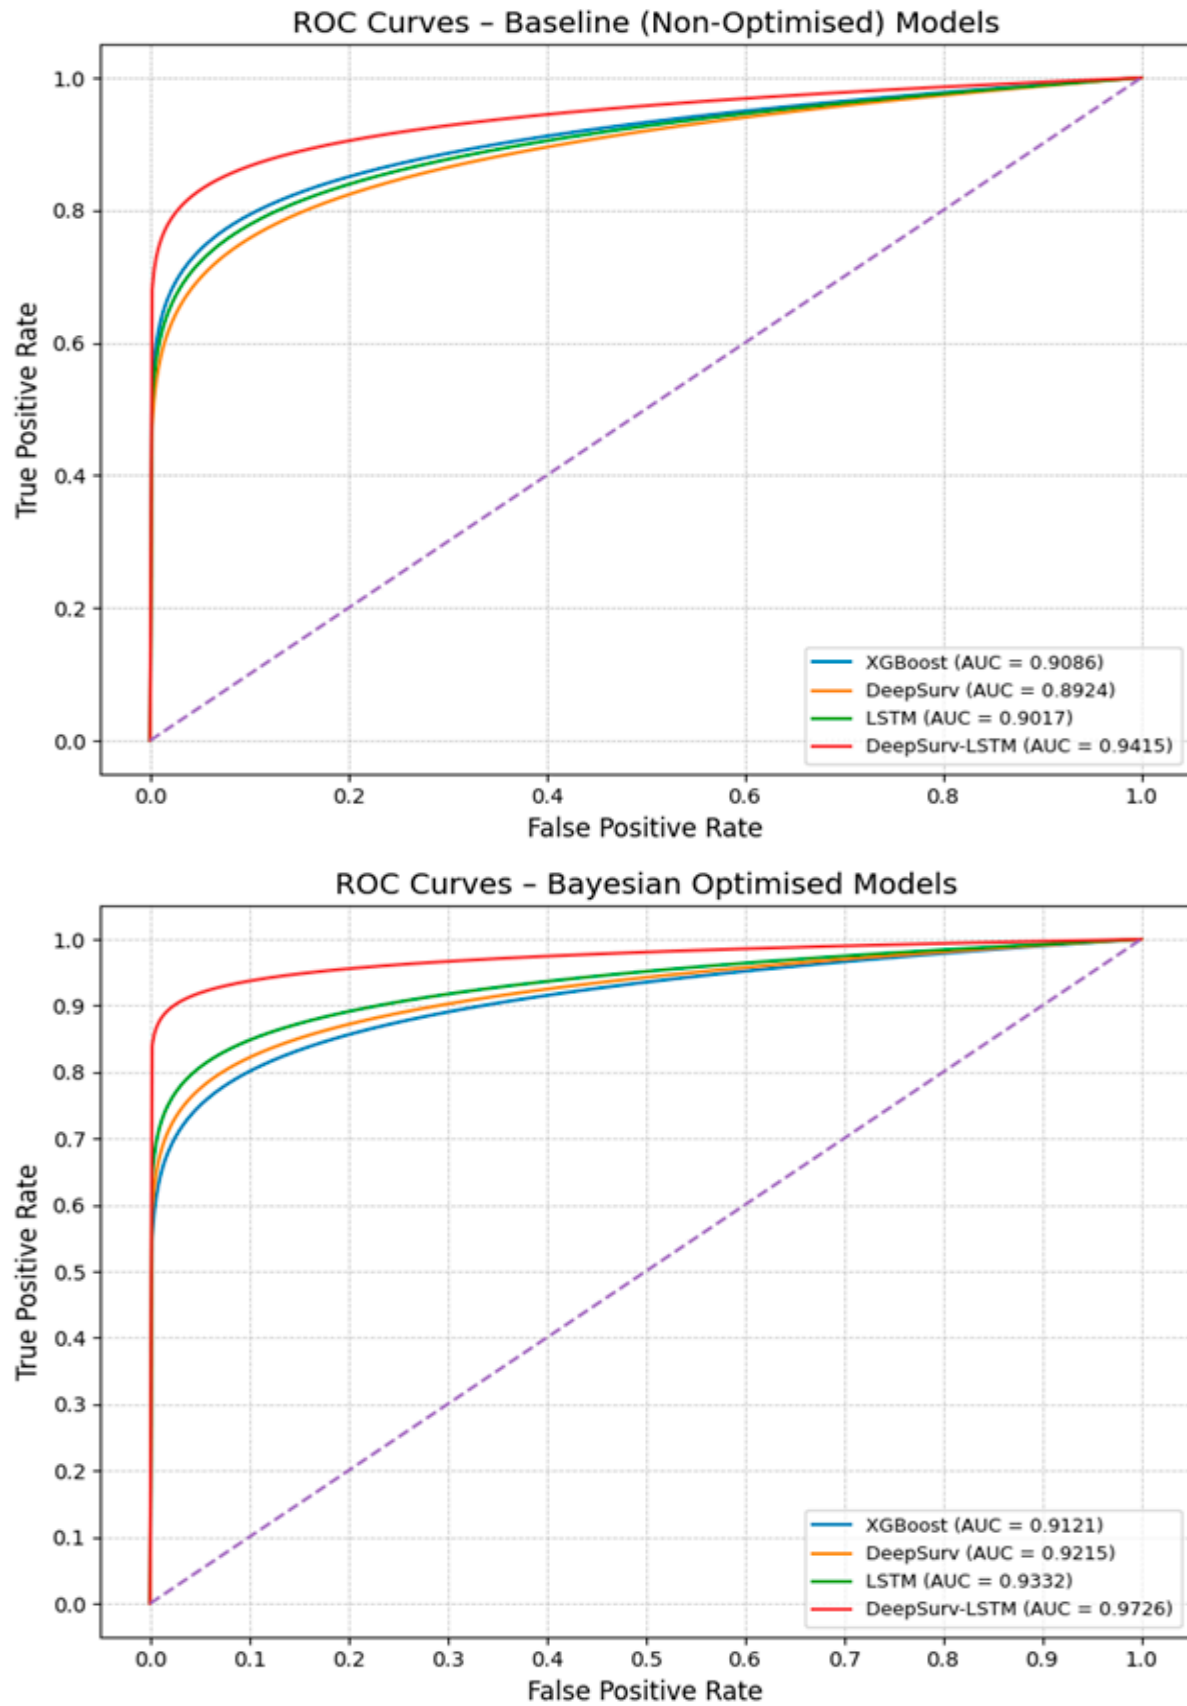 ROC Curves – Baseline (Non-Optimised) Models
1.0
0.8
0.6
0.4
0.2
0.0
True Positive Rate
XGBoost (AUC = 0.9086)
DeepSurv (AUC = 0.8924)
LSTM (AUC = 0.9017)
DeepSurv-LSTM (AUC = 0.9415)
0.0 0.2 0.4 0.6 0.8 1.0
False Positive Rate
ROC Curves – Bayesian Optimised Models
1.0
0.9
0.8
0.7
0.6
0.5
0.4
0.3
0.2
0.1
0.0
True Positive Rate
XGBoost (AUC = 0.9121)
DeepSurv (AUC = 0.9215)
LSTM (AUC = 0.9332)
DeepSurv-LSTM (AUC = 0.9726)
0.0 0.1 0.2 0.3 0.4 0.5 0.6 0.7 0.8 0.9 1.0
False Positive Rate